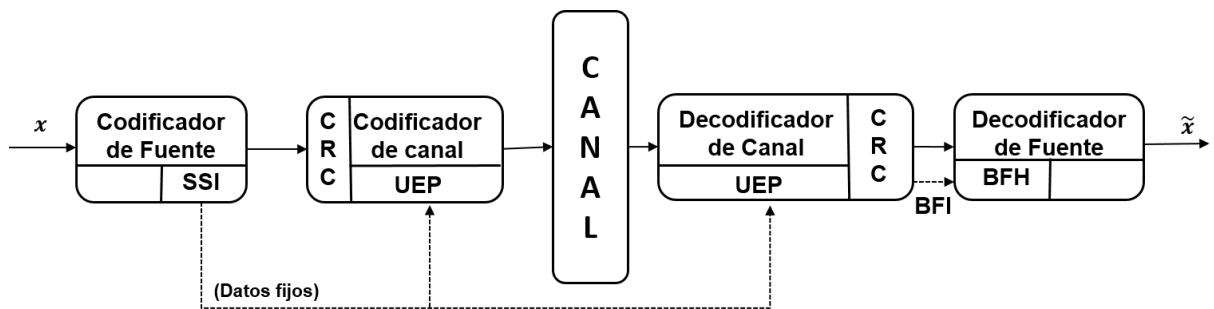 x
Codificador
de Fuente
SSI
C
R
C
Codificador
de canal
UEP
C
A
N
A
L
Decodificador
de Canal
UEP
C
R
C
BFI
Decodificador
de Fuente
BFH
x̃
(Datos fijos)